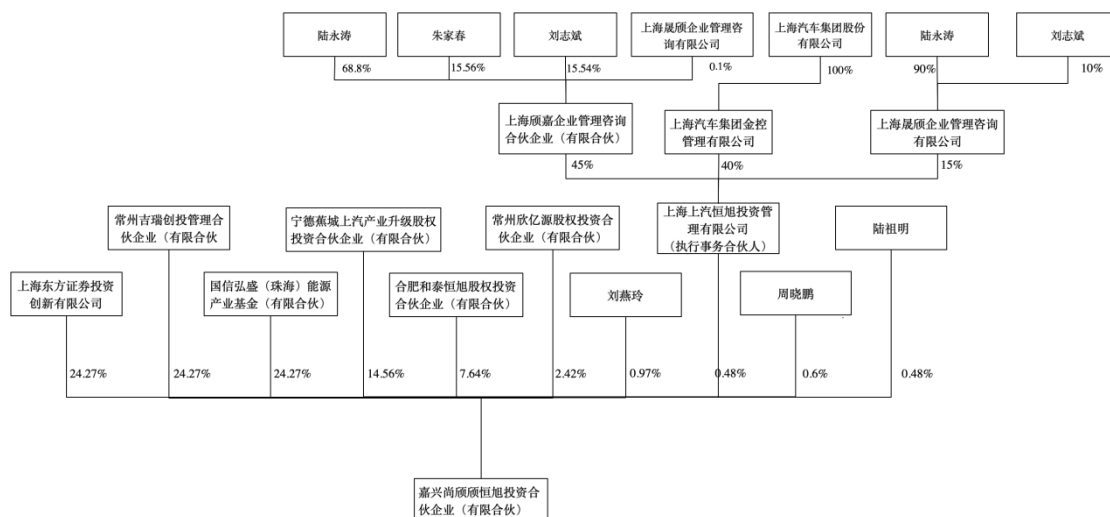 陆永涛
朱家春
刘志斌
上海晟颀企业管理咨
询有限公司
上海汽车集团股份
有限公司
陆永涛
刘志斌
68.8%
15.56%
15.54%
0.1%
100%
90%
10%
上海颀嘉企业管理咨询
合伙企业（有限合伙）
上海汽车集团金控
管理有限公司
上海晟颀企业管理咨询
有限公司
45%
40%
15%
常州吉瑞创投管理合
伙企业（有限合伙
宁德蕉城上汽产业升级股权
投资合伙企业（有限合伙）
常州欣亿源股权投资合
伙企业（有限合伙）
上海上汽恒旭投资管
理有限公司
（执行事务合伙人）
陆祖明
上海东方证券投资
创新有限公司
国信弘盛（珠海）能源
产业基金（有限合伙）
合肥和泰恒旭股权投资
合伙企业（有限合伙）
刘燕玲
周晓鹏
24.27%
24.27%
24.27%
14.56%
7.64%
2.42%
0.97%
0.48%
0.6%
0.48%
嘉兴尚颀颀恒旭投资合
伙企业（有限合伙）